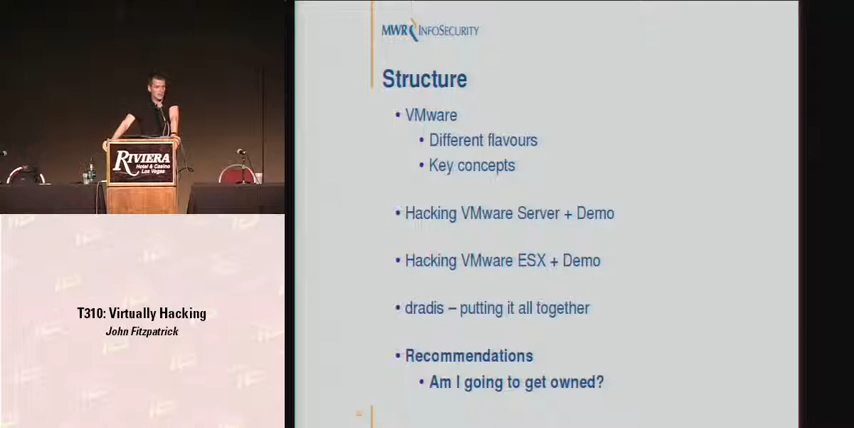 MWR INFOSECURITY
Structure
• VMware
• Different flavours
• Key concepts
• Hacking VMware Server + Demo
• Hacking VMware ESX + Demo
• dradis – putting it all together
• Recommendations
• Am I going to get owned?
RIVIERA
Hotel & Casino
Las Vegas
T310: Virtually Hacking
John Fitzpatrick